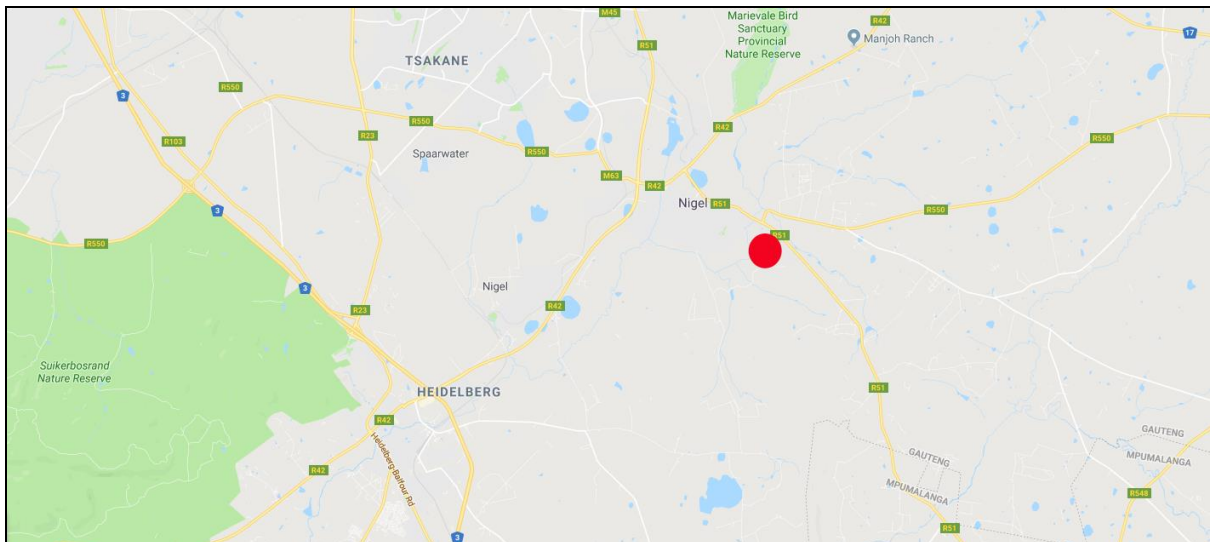 M45
Marievale Bird
Sanctuary
Provincial
Nature Reserve
R42
Manjoh Ranch
17
R51
TSAKANE
R550
3
R23
R550
R42
R103
Spaarwater
R550
R550
M63
R42
Nigel
R51
R550
3
R51
R550
3
Nigel
R42
R23
Suikerbosrand
Nature Reserve
HEIDELBERG
R51
R42
Heidelberg-Balfour Rd
R42
GAUTENG
MPUMALANGA
GAUTENG
MPUMALANGA
R548
R51
3